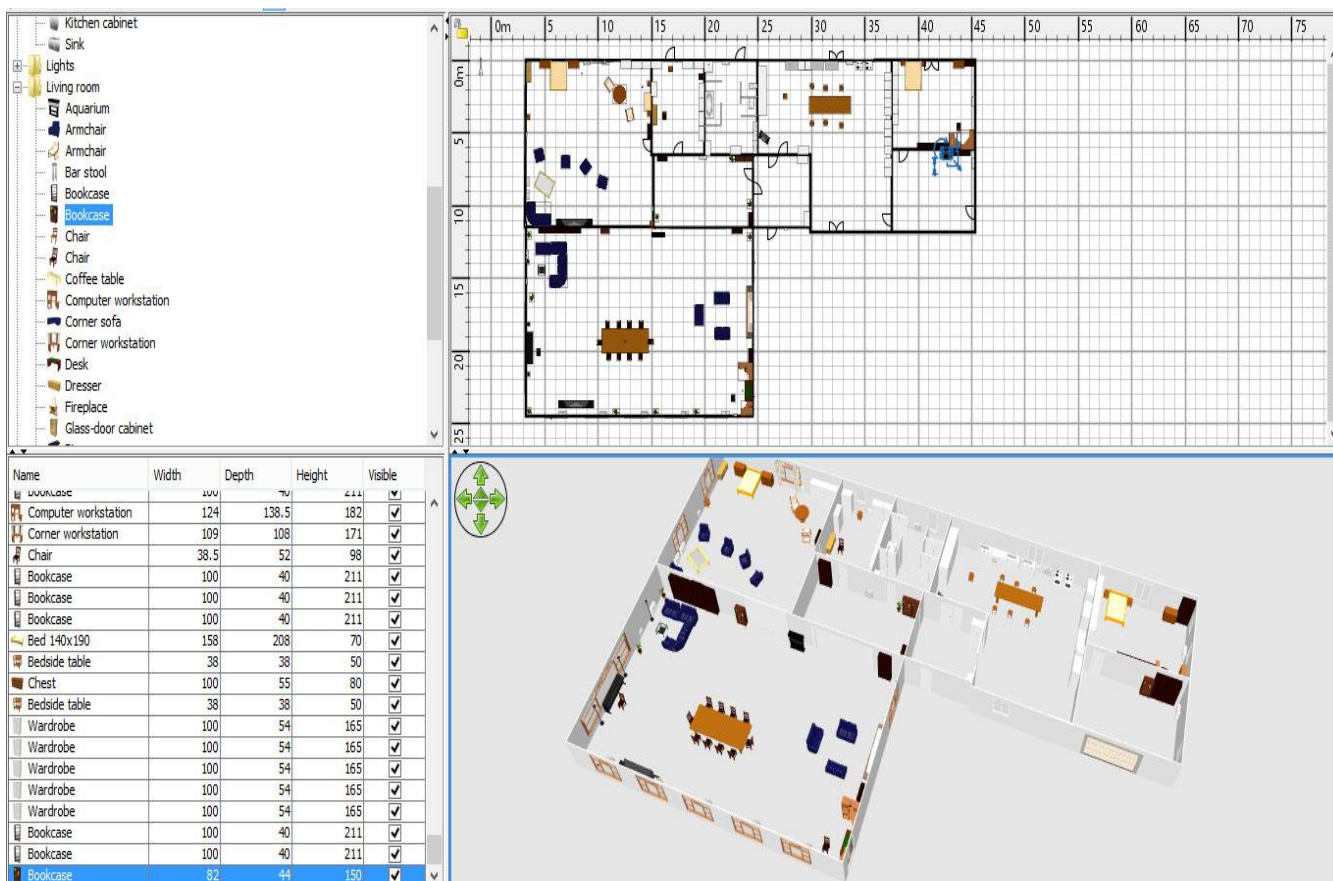 Kitchen cabinet
Sink
Lights
Living room
Aquarium
Armchair
Armchair
Bar stool
Bookcase
Bookcase
Chair
Chair
Coffee table
Computer workstation
Corner sofa
Corner workstation
Desk
Dresser
Fireplace
Glass-door cabinet
0m 5 10 15 20 25 30 35 40 45 50 55 60 65 70 75
0m
5
10
15
20
25
Name Width Depth Height Visible
Bookcase 100 40 211
Computer workstation 124 138.5 182
Corner workstation 109 108 171
Chair 38.5 52 98
Bookcase 100 40 211
Bookcase 100 40 211
Bookcase 100 40 211
Bed 140x190 158 208 70
Bedside table 38 38 50
Chest 100 55 80
Bedside table 38 38 50
Wardrobe 100 54 165
Wardrobe 100 54 165
Wardrobe 100 54 165
Wardrobe 100 54 165
Wardrobe 100 54 165
Bookcase 100 40 211
Bookcase 100 40 211
Bookcase 82 44 150